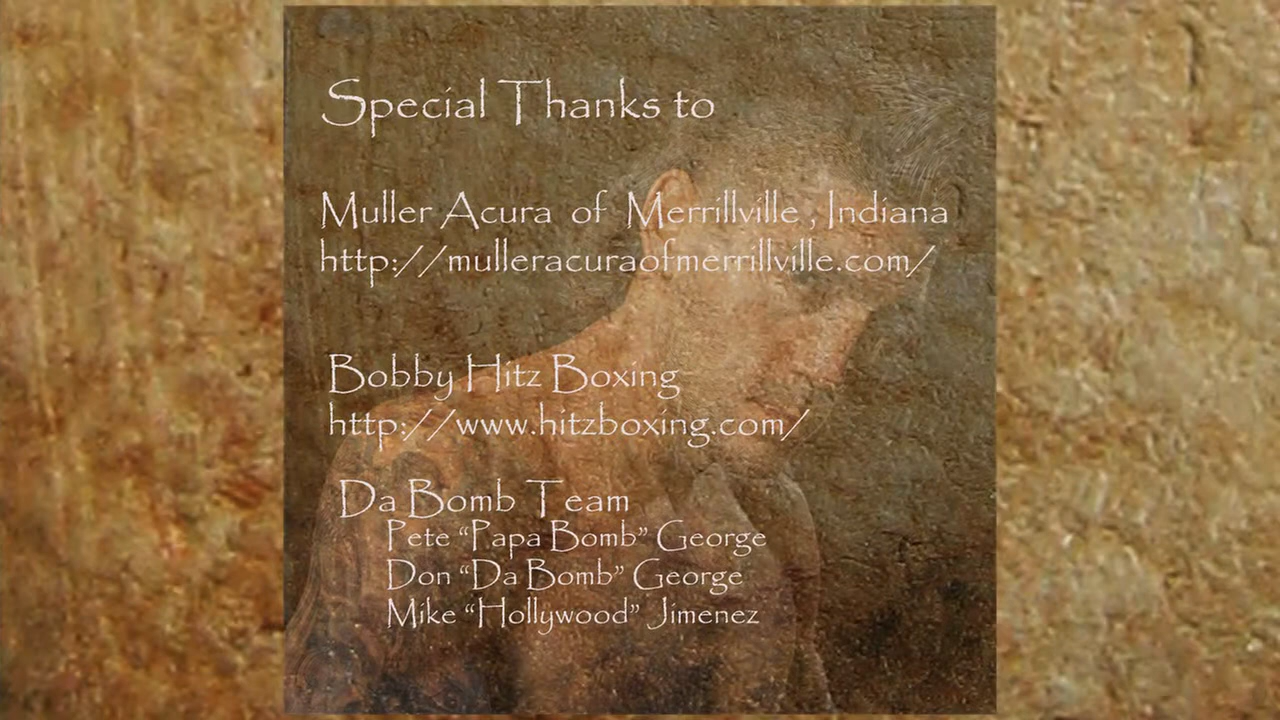 Special Thanks to
Muller Acura of Merrillville , Indiana
http://mulleracuraofmerrillville.com/
Bobby Hitz Boxing
http://www.hitzboxing.com/
Da Bomb Team
Pete “Papa Bomb” George
Don “Da Bomb” George
Mike “Hollywood” Jimenez